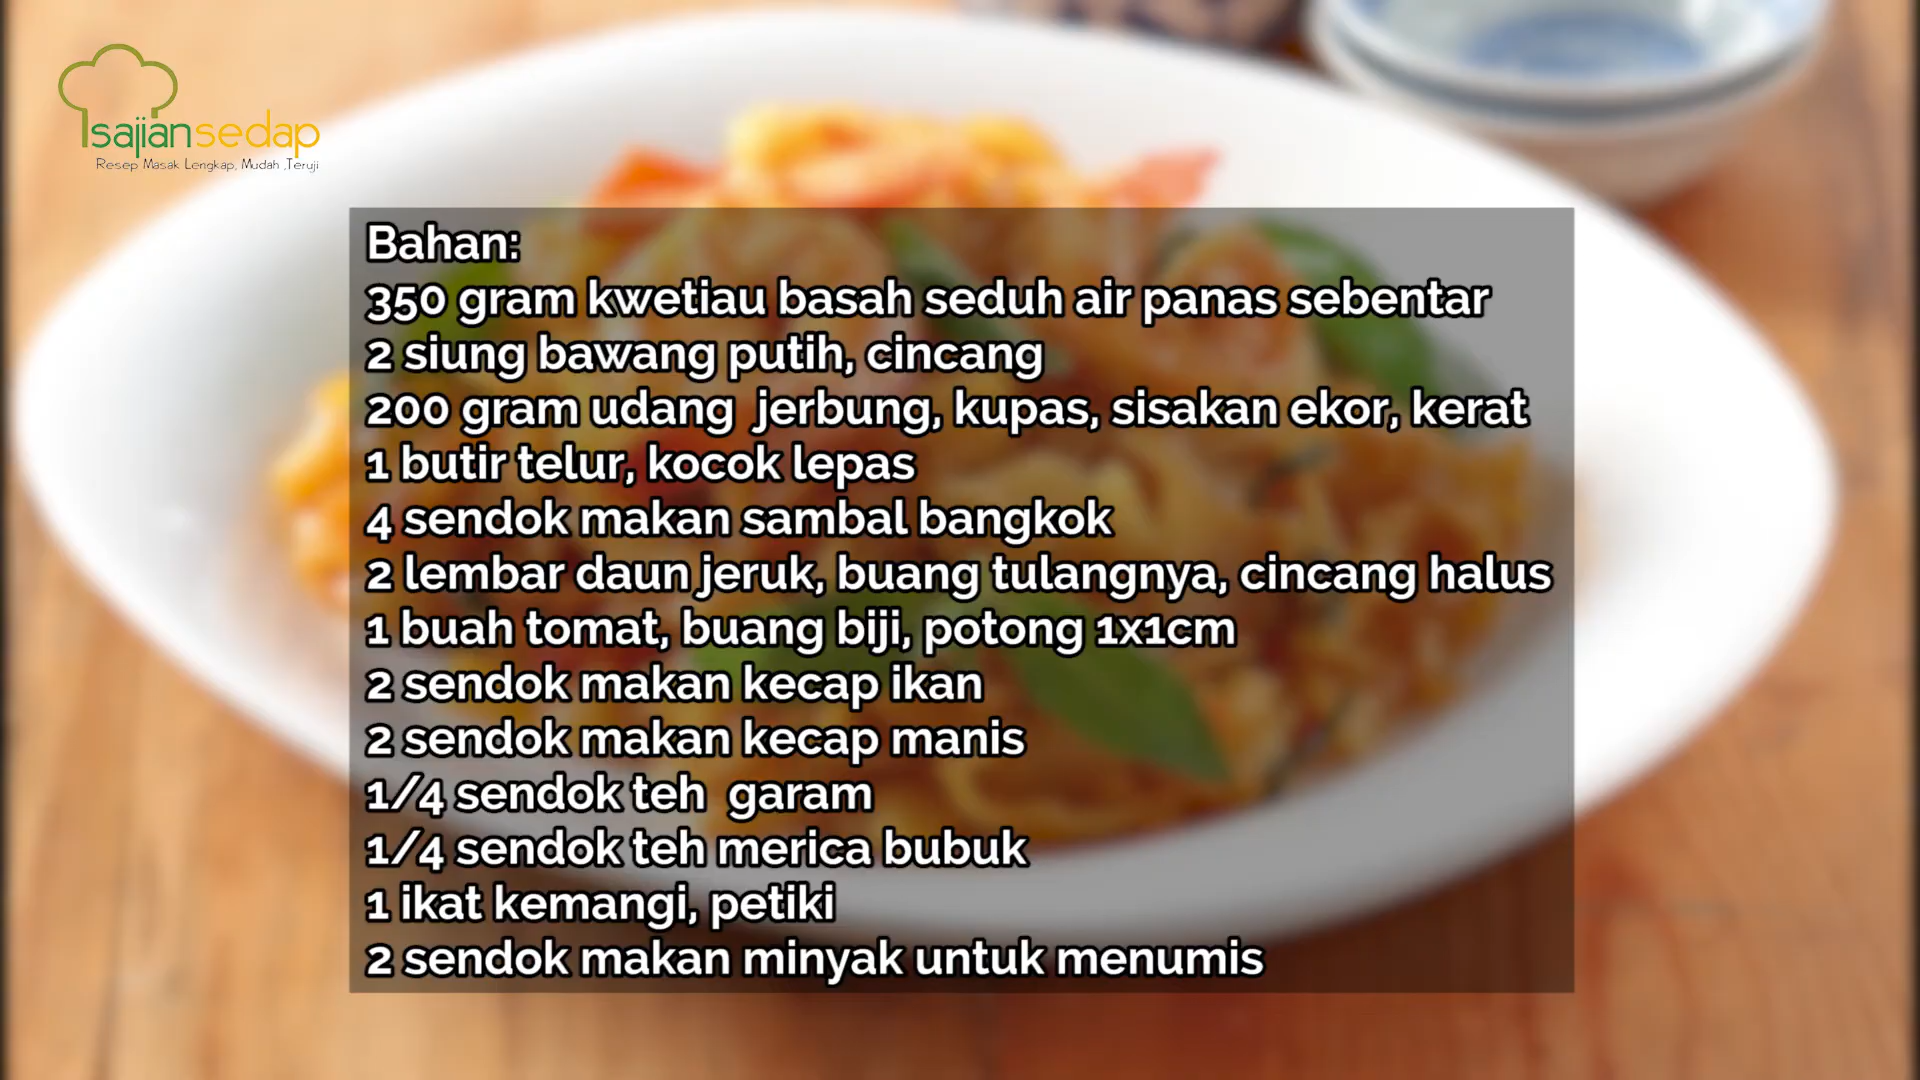 sajiansedap
Resep Masak Lengkap, Mudah ,Teruji
Bahan:
350 gram kwetiau basah seduh air panas sebentar
2 siung bawang putih, cincang
200 gram udang  jerbung, kupas, sisakan ekor, kerat
1 butir telur, kocok lepas
4 sendok makan sambal bangkok
2 lembar daun jeruk, buang tulangnya, cincang halus
1 buah tomat, buang biji, potong 1x1cm
2 sendok makan kecap ikan
2 sendok makan kecap manis
1/4 sendok teh  garam
1/4 sendok teh merica bubuk
1 ikat kemangi, petiki
2 sendok makan minyak untuk menumis